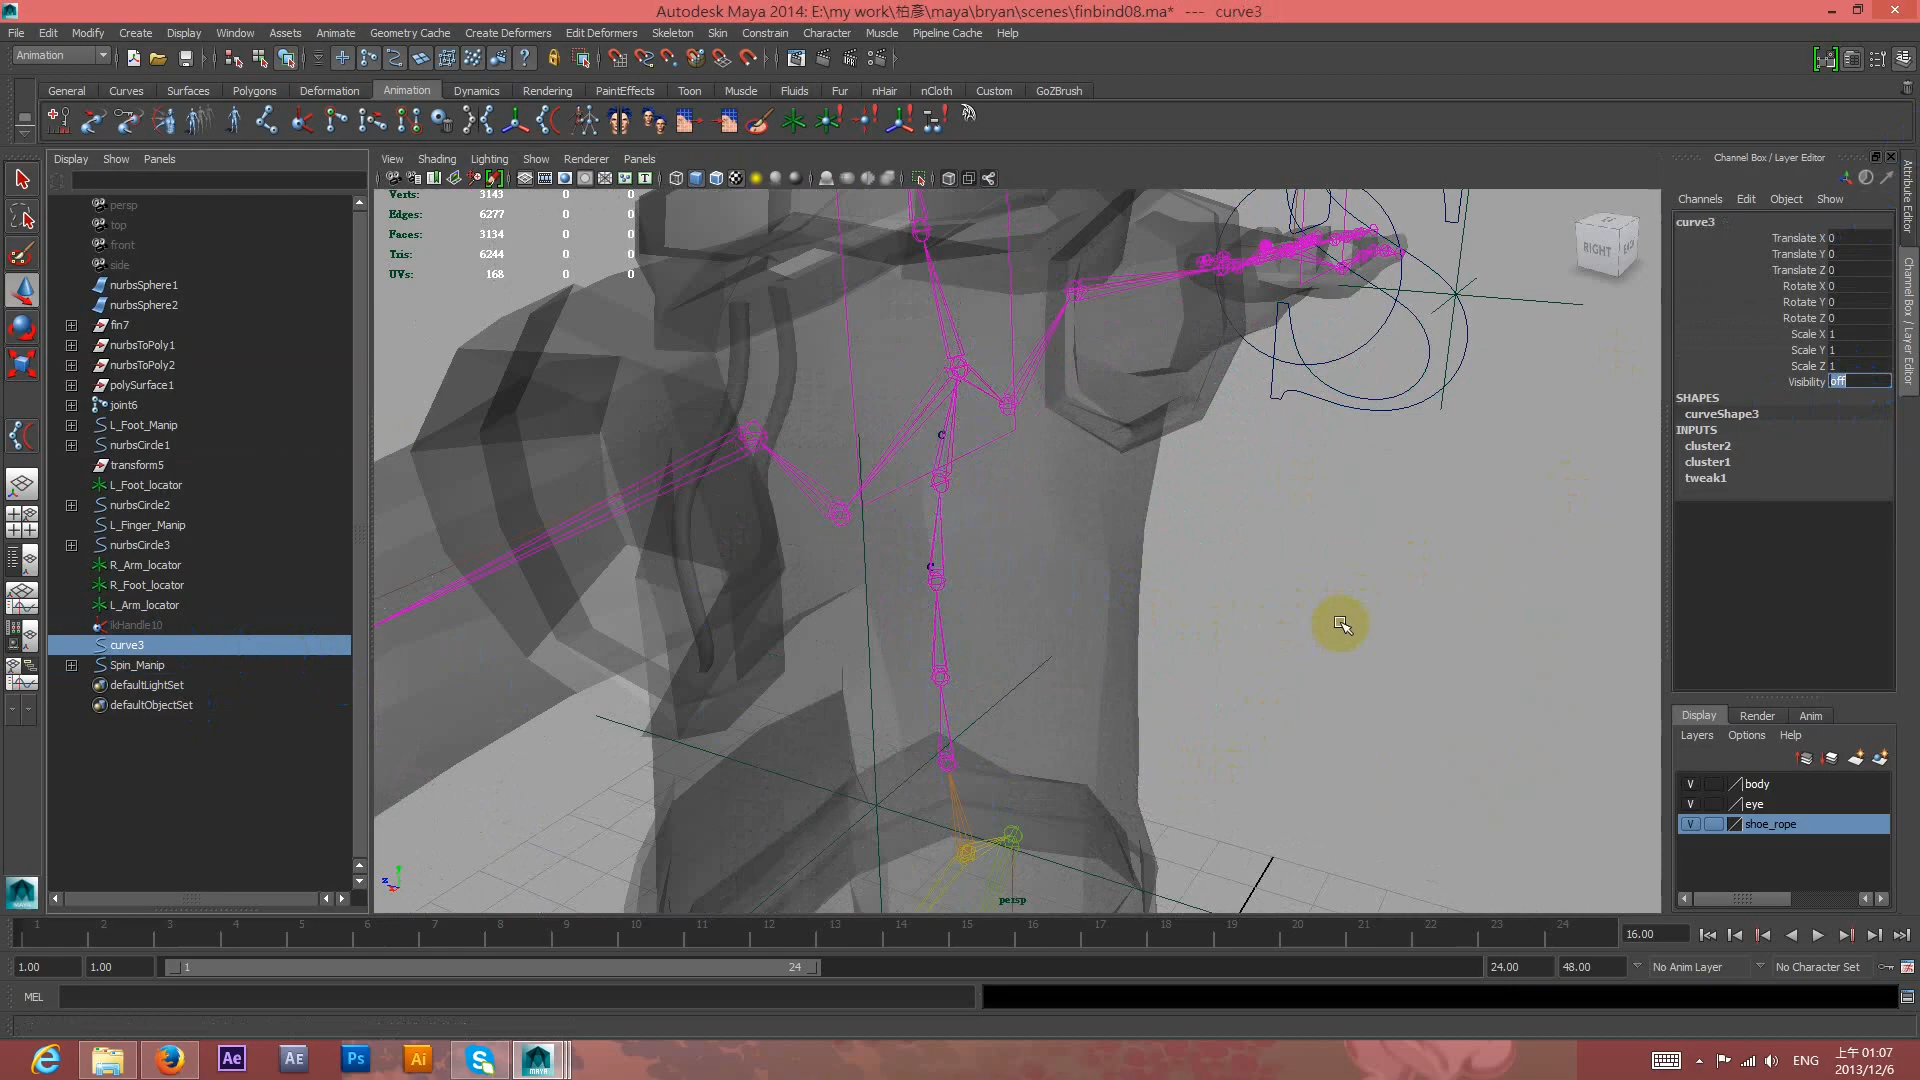 Autodesk Maya 2014: E:\my work\柏彥\maya\bryan\scenes\finbind08.ma*  ---  curve3
File Edit Modify Create Display Window Assets Animate Geometry Cache Create Deformers Edit Deformers Skeleton Skin Constrain Character Muscle Pipeline Cache Help
Animation
General Curves Surfaces Polygons Deformation Animation Dynamics Rendering PaintEffects Toon Muscle Fluids Fur nHair nCloth Custom GoZBrush
Display Show Panels
View Shading Lighting Show Renderer Panels
Channel Box / Layer Editor
Channels Edit Object Show
Attribute Editor
Channel Box / Layer Editor
persp
top
front
side
nurbsSphere1
nurbsSphere2
fin7
nurbsToPoly1
nurbsToPoly2
polySurface1
joint6
L_Foot_Manip
nurbsCircle1
transform5
L_Foot_locator
nurbsCircle2
L_Finger_Manip
nurbsCircle3
R_Arm_locator
R_Foot_locator
L_Arm_locator
ikHandle10
curve3
Spin_Manip
defaultLightSet
defaultObjectSet
Verts: 3143 0 0
Edges: 6277 0 0
Faces: 3134 0 0
Tris: 6244 0 0
UVs: 168 0 0
RIGHT
C
C
persp
curve3
Translate X 0
Translate Y 0
Translate Z 0
Rotate X 0
Rotate Y 0
Rotate Z 0
Scale X 1
Scale Y 1
Scale Z 1
Visibility off
SHAPES
curveShape3
INPUTS
cluster2
cluster1
tweak1
Display Render Anim
Layers Options Help
V body
V eye
V shoe_rope
1 2 3 4 5 6 7 8 9 10 11 12 13 14 15 16 17 18 19 20 21 22 23 24
16.00
1.00 1.00 1 24 24.00 48.00 No Anim Layer No Character Set
MEL
Ae AE Ps Ai
ENG
上午 01:07
2013/12/6